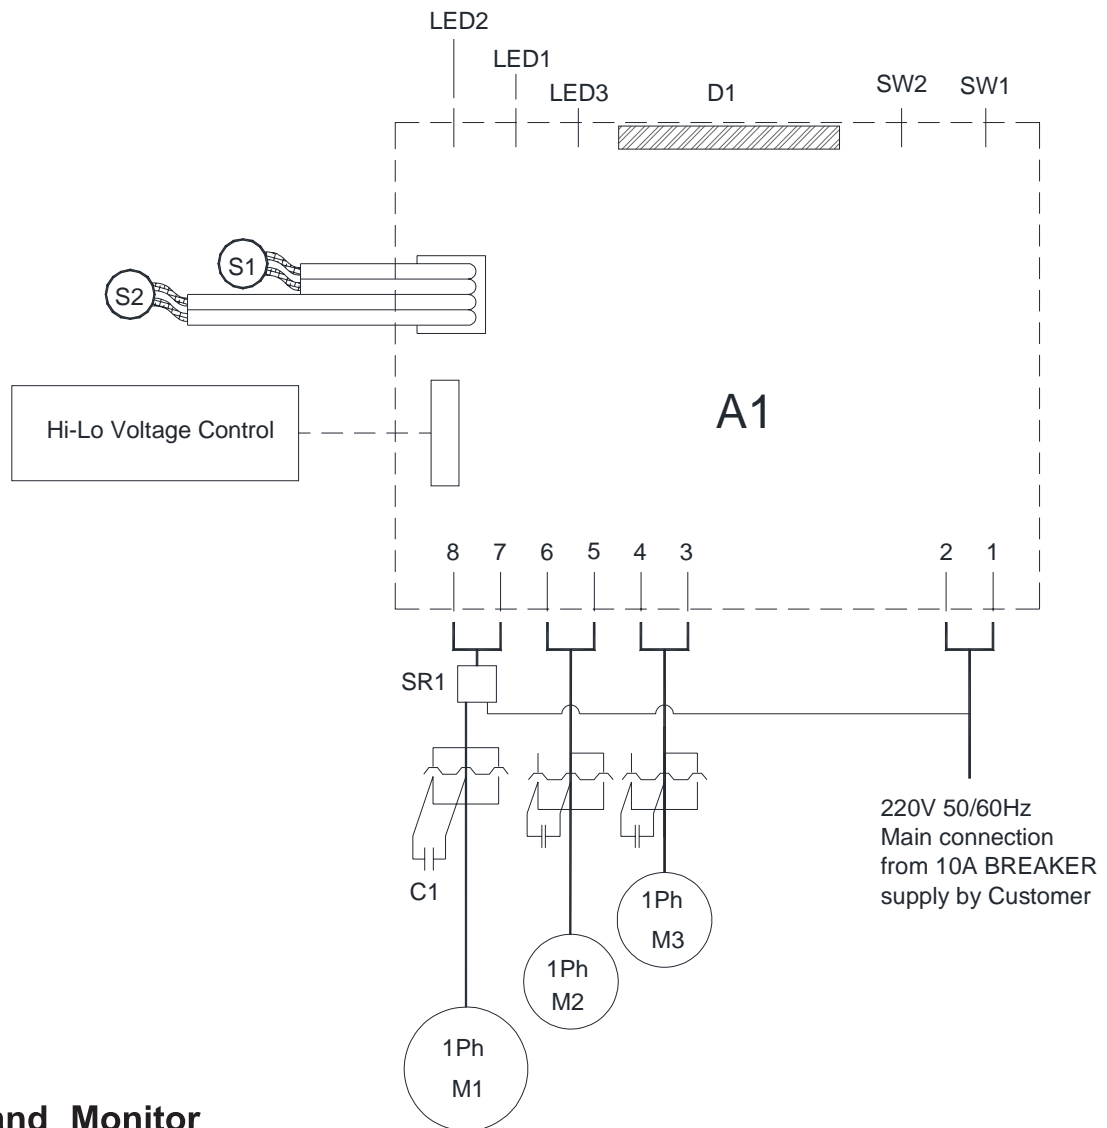 LED2
LED1
LED3
D1
SW2
SW1
S1
S2
Hi-Lo Voltage Control
A1
8 7 6 5 4 3 2 1
SR1
220V 50/60Hz
Main connection
from 10A BREAKER
supply by Customer
C1
1Ph
M3
1Ph
M2
1Ph
M1
Monitor